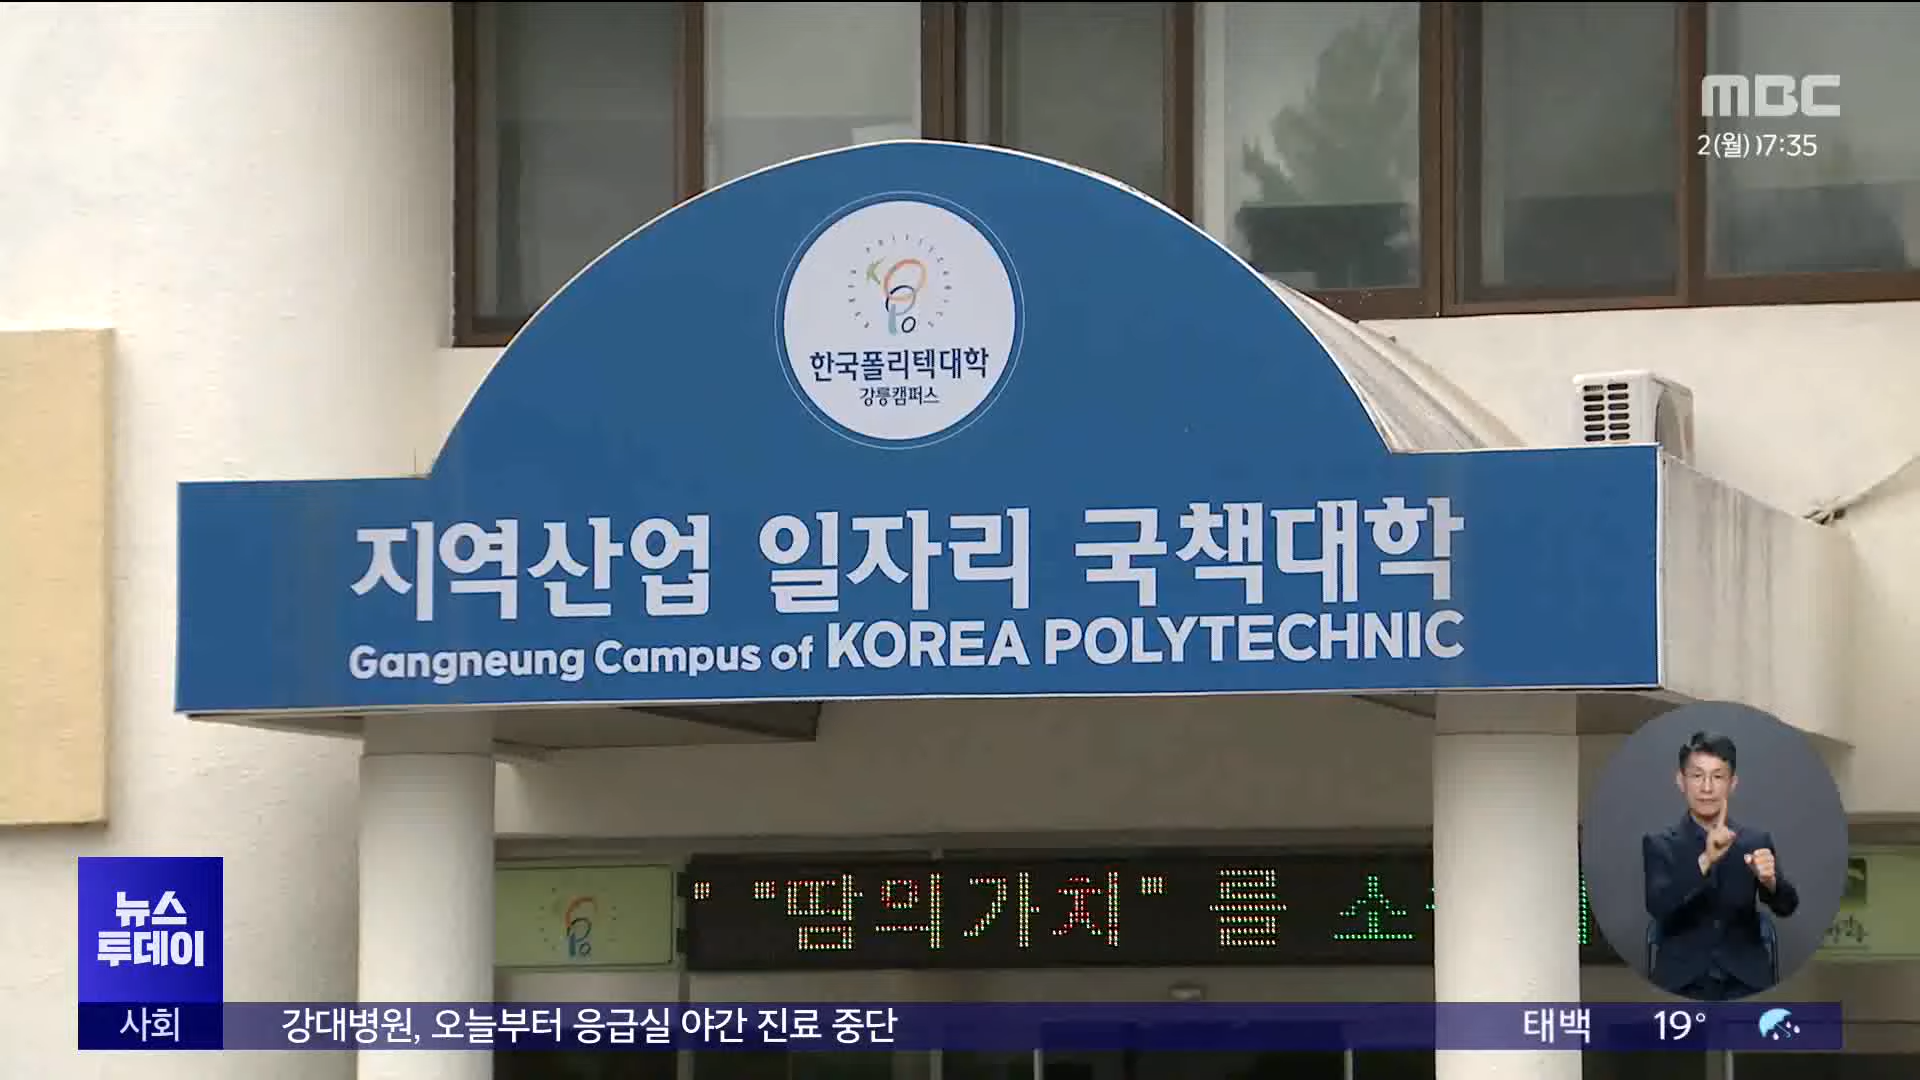 MBC
2(월) 07:35
한국폴리텍대학
강릉캠퍼스
지역산업 일자리 국책대학
Gangneung Campus of KOREA POLYTECHNIC
" "땀의가치" 를 소
뉴스
투데이
사회 강대병원, 오늘부터 응급실 야간 진료 중단 태백 19°